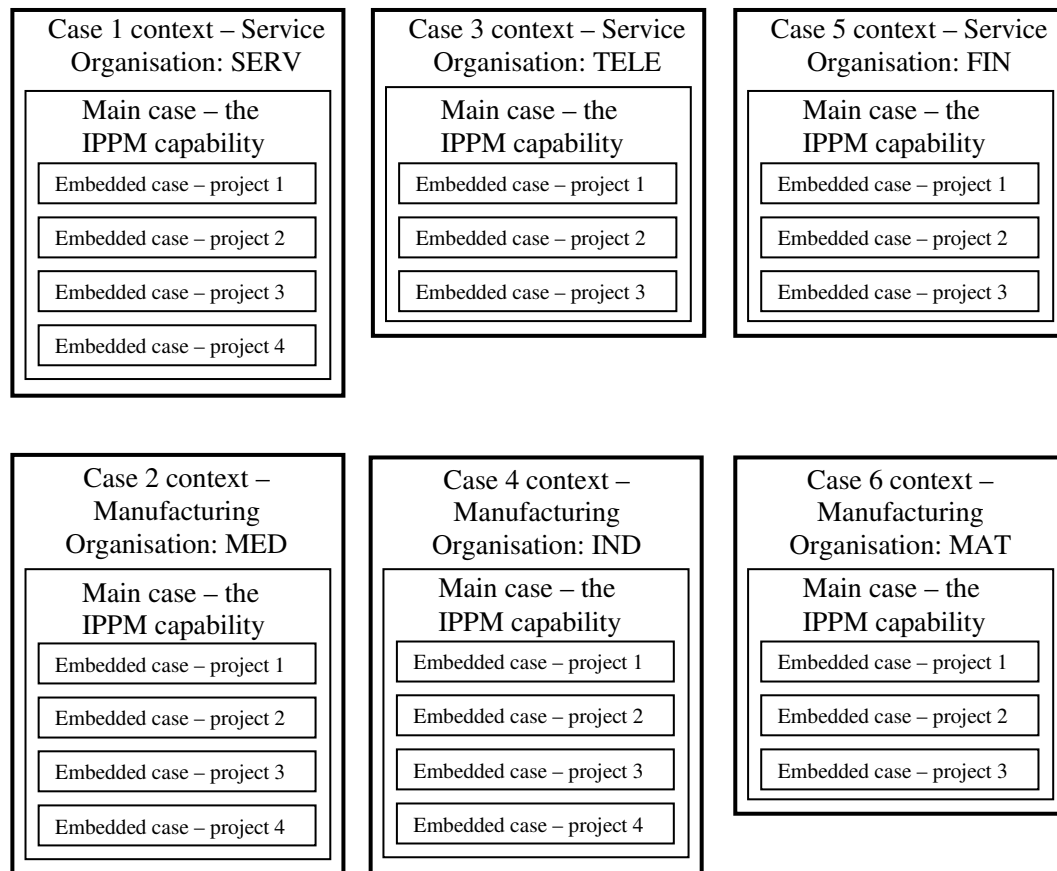 Case 1 context – Service
Organisation: SERV
Main case – the
IPPM capability
Embedded case – project 1
Embedded case – project 2
Embedded case – project 3
Embedded case – project 4
Case 3 context – Service
Organisation: TELE
Main case – the
IPPM capability
Embedded case – project 1
Embedded case – project 2
Embedded case – project 3
Case 5 context – Service
Organisation: FIN
Main case – the
IPPM capability
Embedded case – project 1
Embedded case – project 2
Embedded case – project 3
Case 2 context –
Manufacturing
Organisation: MED
Main case – the
IPPM capability
Embedded case – project 1
Embedded case – project 2
Embedded case – project 3
Embedded case – project 4
Case 4 context –
Manufacturing
Organisation: IND
Main case – the
IPPM capability
Embedded case – project 1
Embedded case – project 2
Embedded case – project 3
Embedded case – project 4
Case 6 context –
Manufacturing
Organisation: MAT
Main case – the
IPPM capability
Embedded case – project 1
Embedded case – project 2
Embedded case – project 3